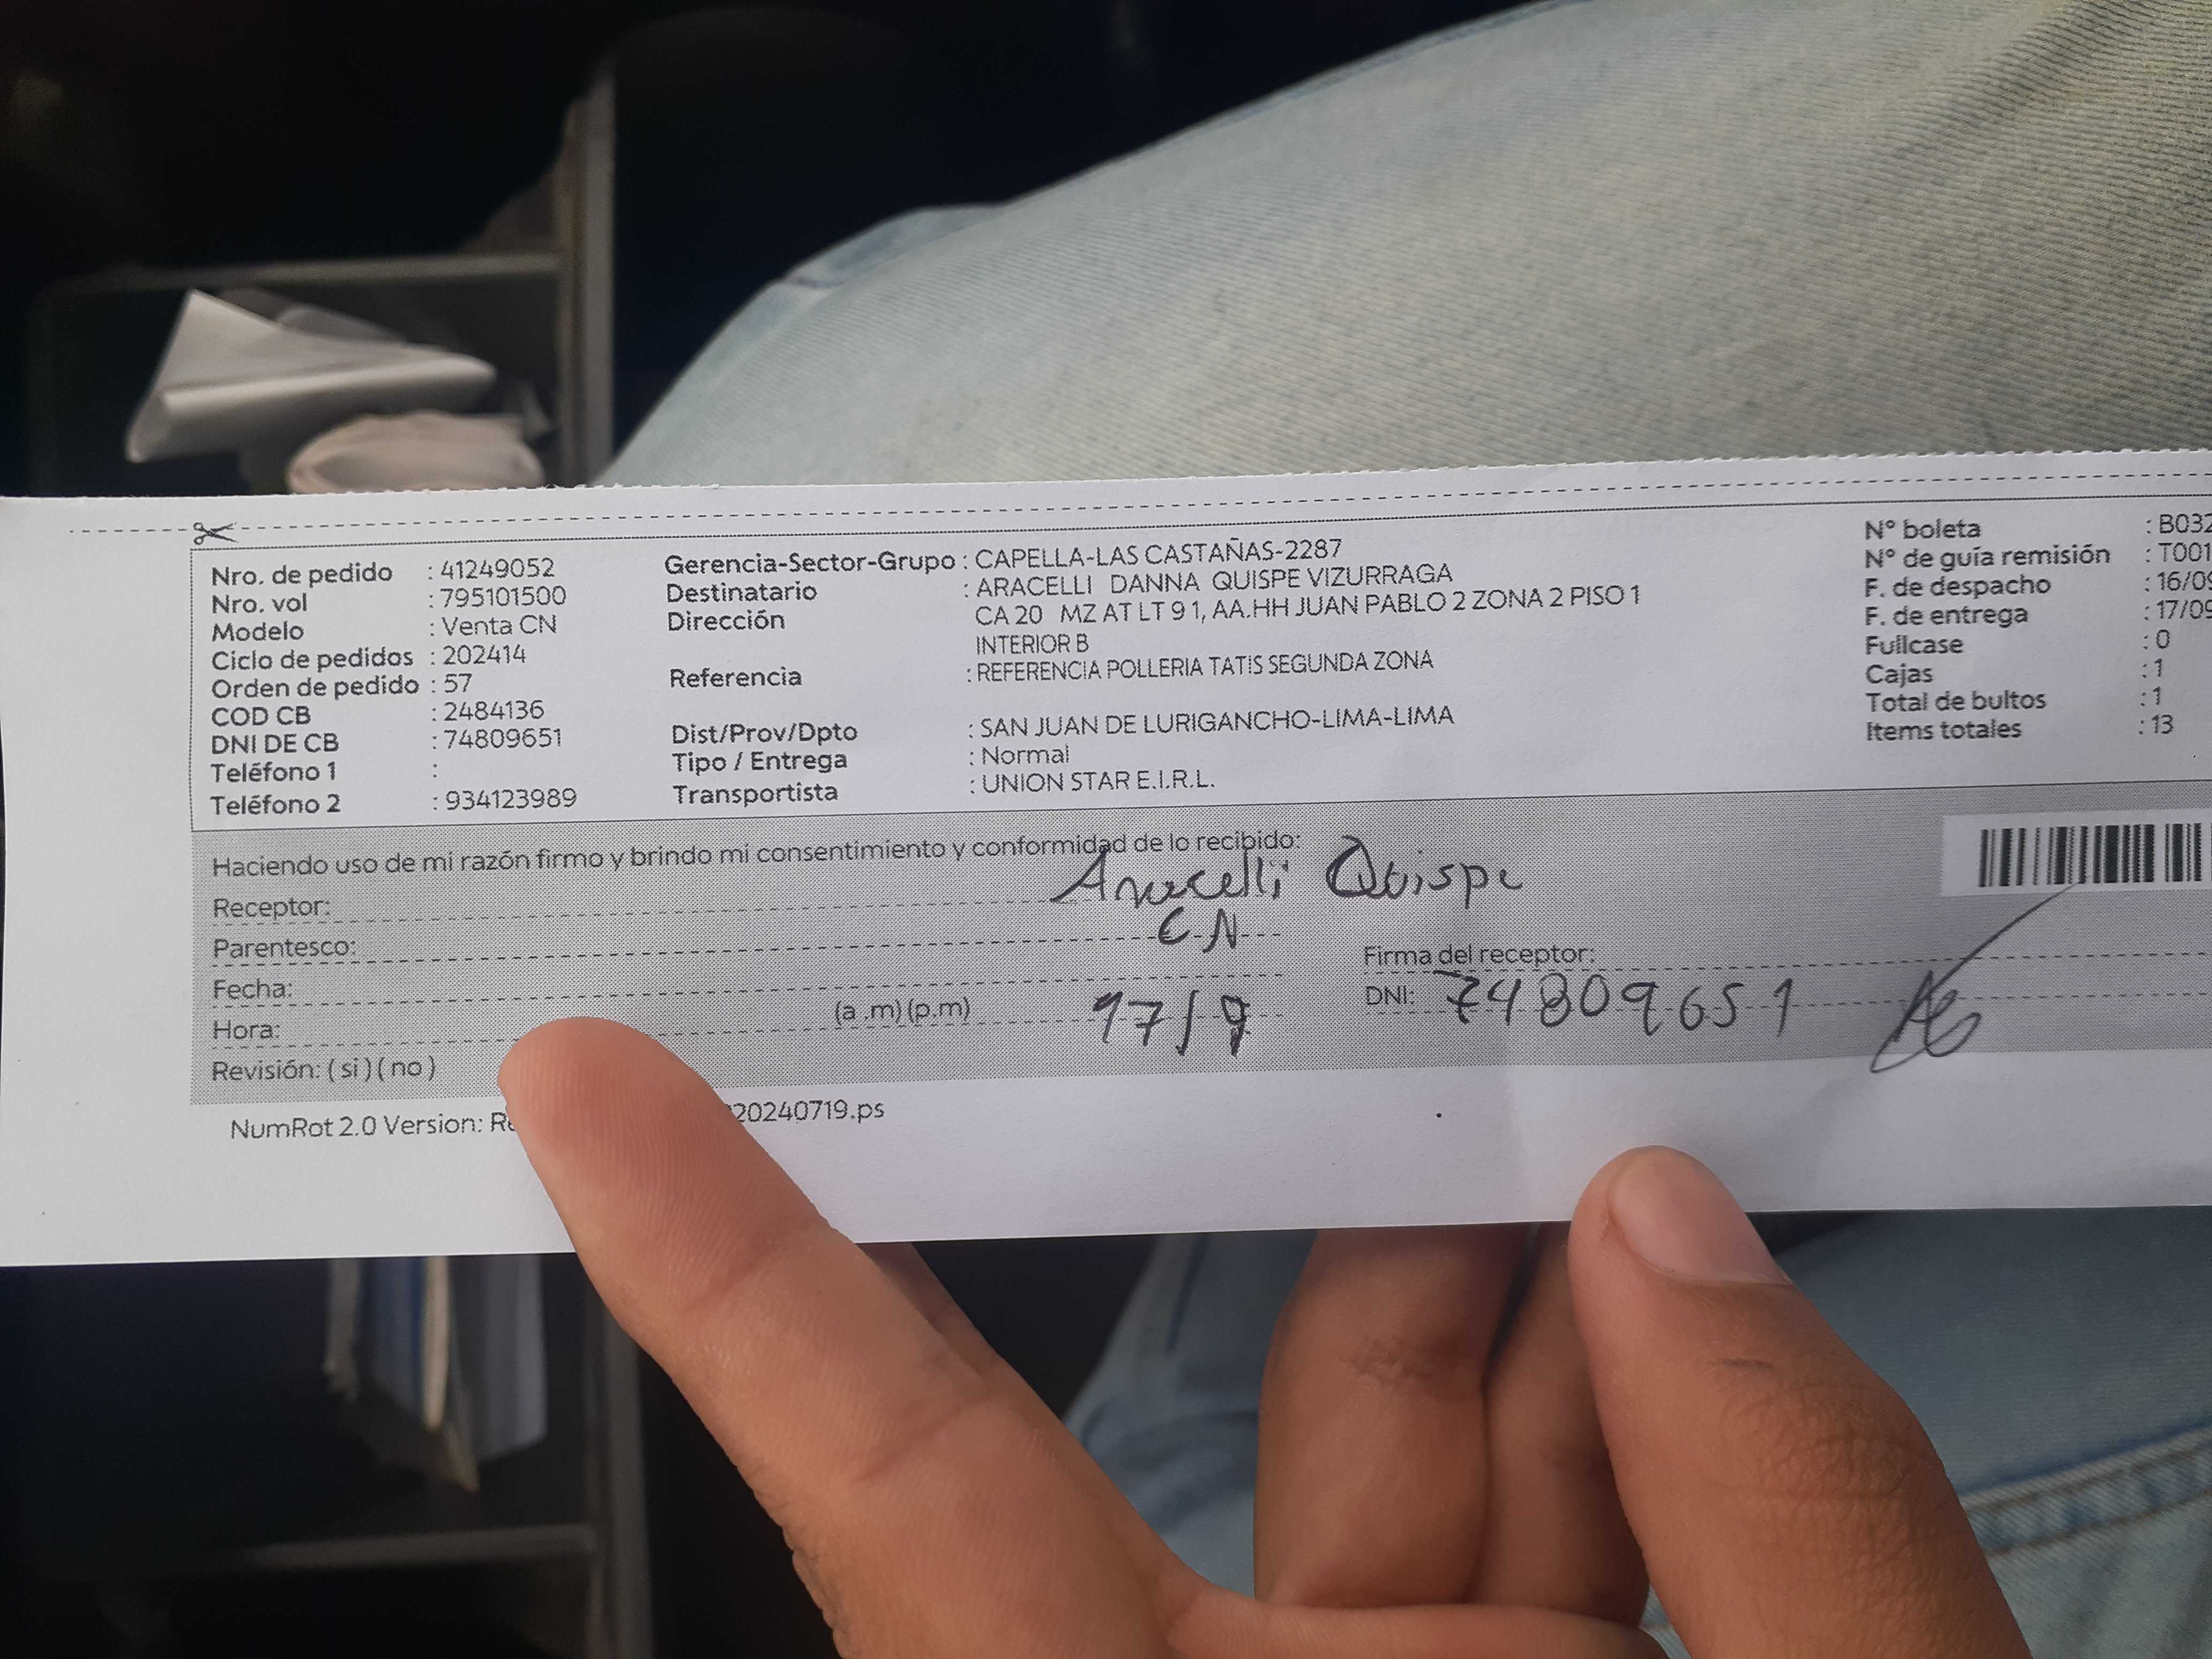 Nro. de pedido : 41249052
Nro. vol : 795101500
Modelo : Venta CN
Ciclo de pedidos : 202414
Orden de pedido : 57
COD CB : 2484136
DNI DE CB : 74809651
Teléfono 1 :
Teléfono 2 : 934123989
Gerencia-Sector-Grupo : CAPELLA-LAS CASTAÑAS-2287
Destinatario : ARACELLI DANNA QUISPE VIZURRAGA
Dirección CA 20 MZ AT LT 9 1, AA.HH JUAN PABLO 2 ZONA 2 PISO 1
INTERIOR B
Referencia : REFERENCIA POLLERIA TATIS SEGUNDA ZONA
Dist/Prov/Dpto : SAN JUAN DE LURIGANCHO-LIMA-LIMA
Tipo / Entrega : Normal
Transportista : UNION STAR E.I.R.L.
N° boleta : B032
N° de guía remisión : T001
F. de despacho : 16/09
F. de entrega : 17/09
Fullcase : 0
Cajas : 1
Total de bultos : 1
Items totales : 13
Haciendo uso de mi razón firmo y brindo mi consentimiento y conformidad de lo recibido:
Receptor: Aracelli Quispe
Parentesco: CN
Fecha: 17/9
Hora: (a .m) (p.m)
Revisión: ( si ) ( no )
Firma del receptor:
DNI: 74809651
NumRot 2.0 Version: 20240719.ps